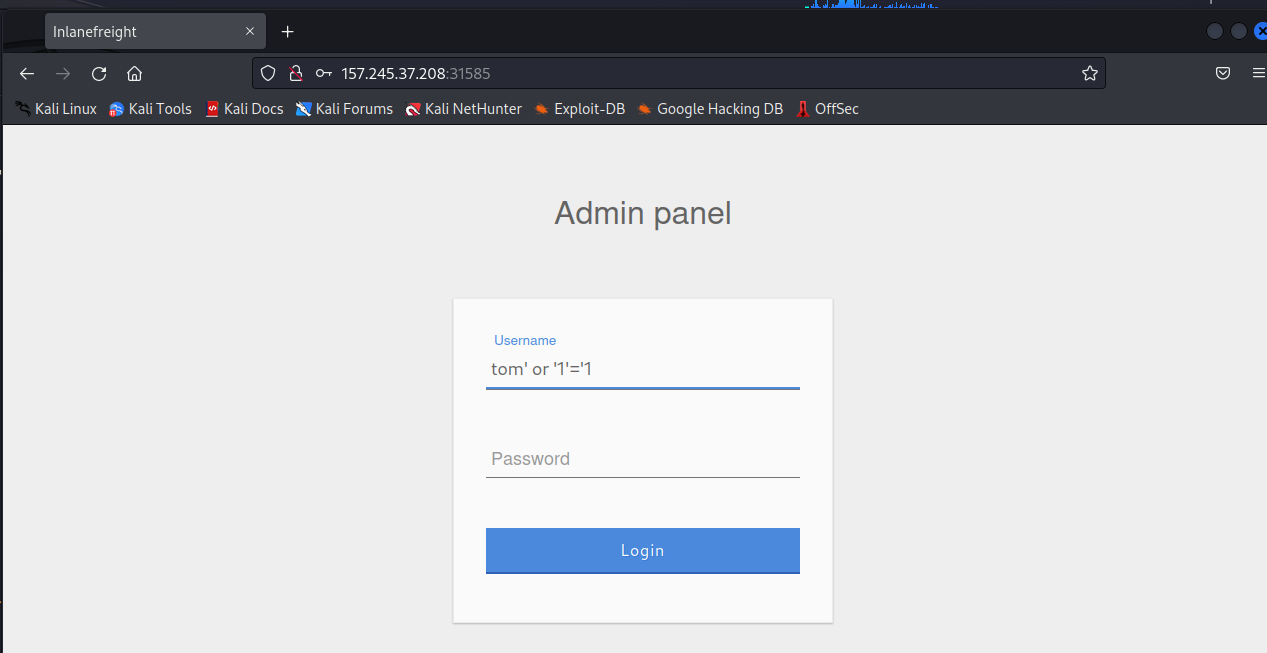 Inlanefreight
157.245.37.208:31585
Kali Linux Kali Tools Kali Docs Kali Forums Kali NetHunter Exploit-DB Google Hacking DB OffSec
Admin panel
Username
tom' or '1'='1
Password
Login